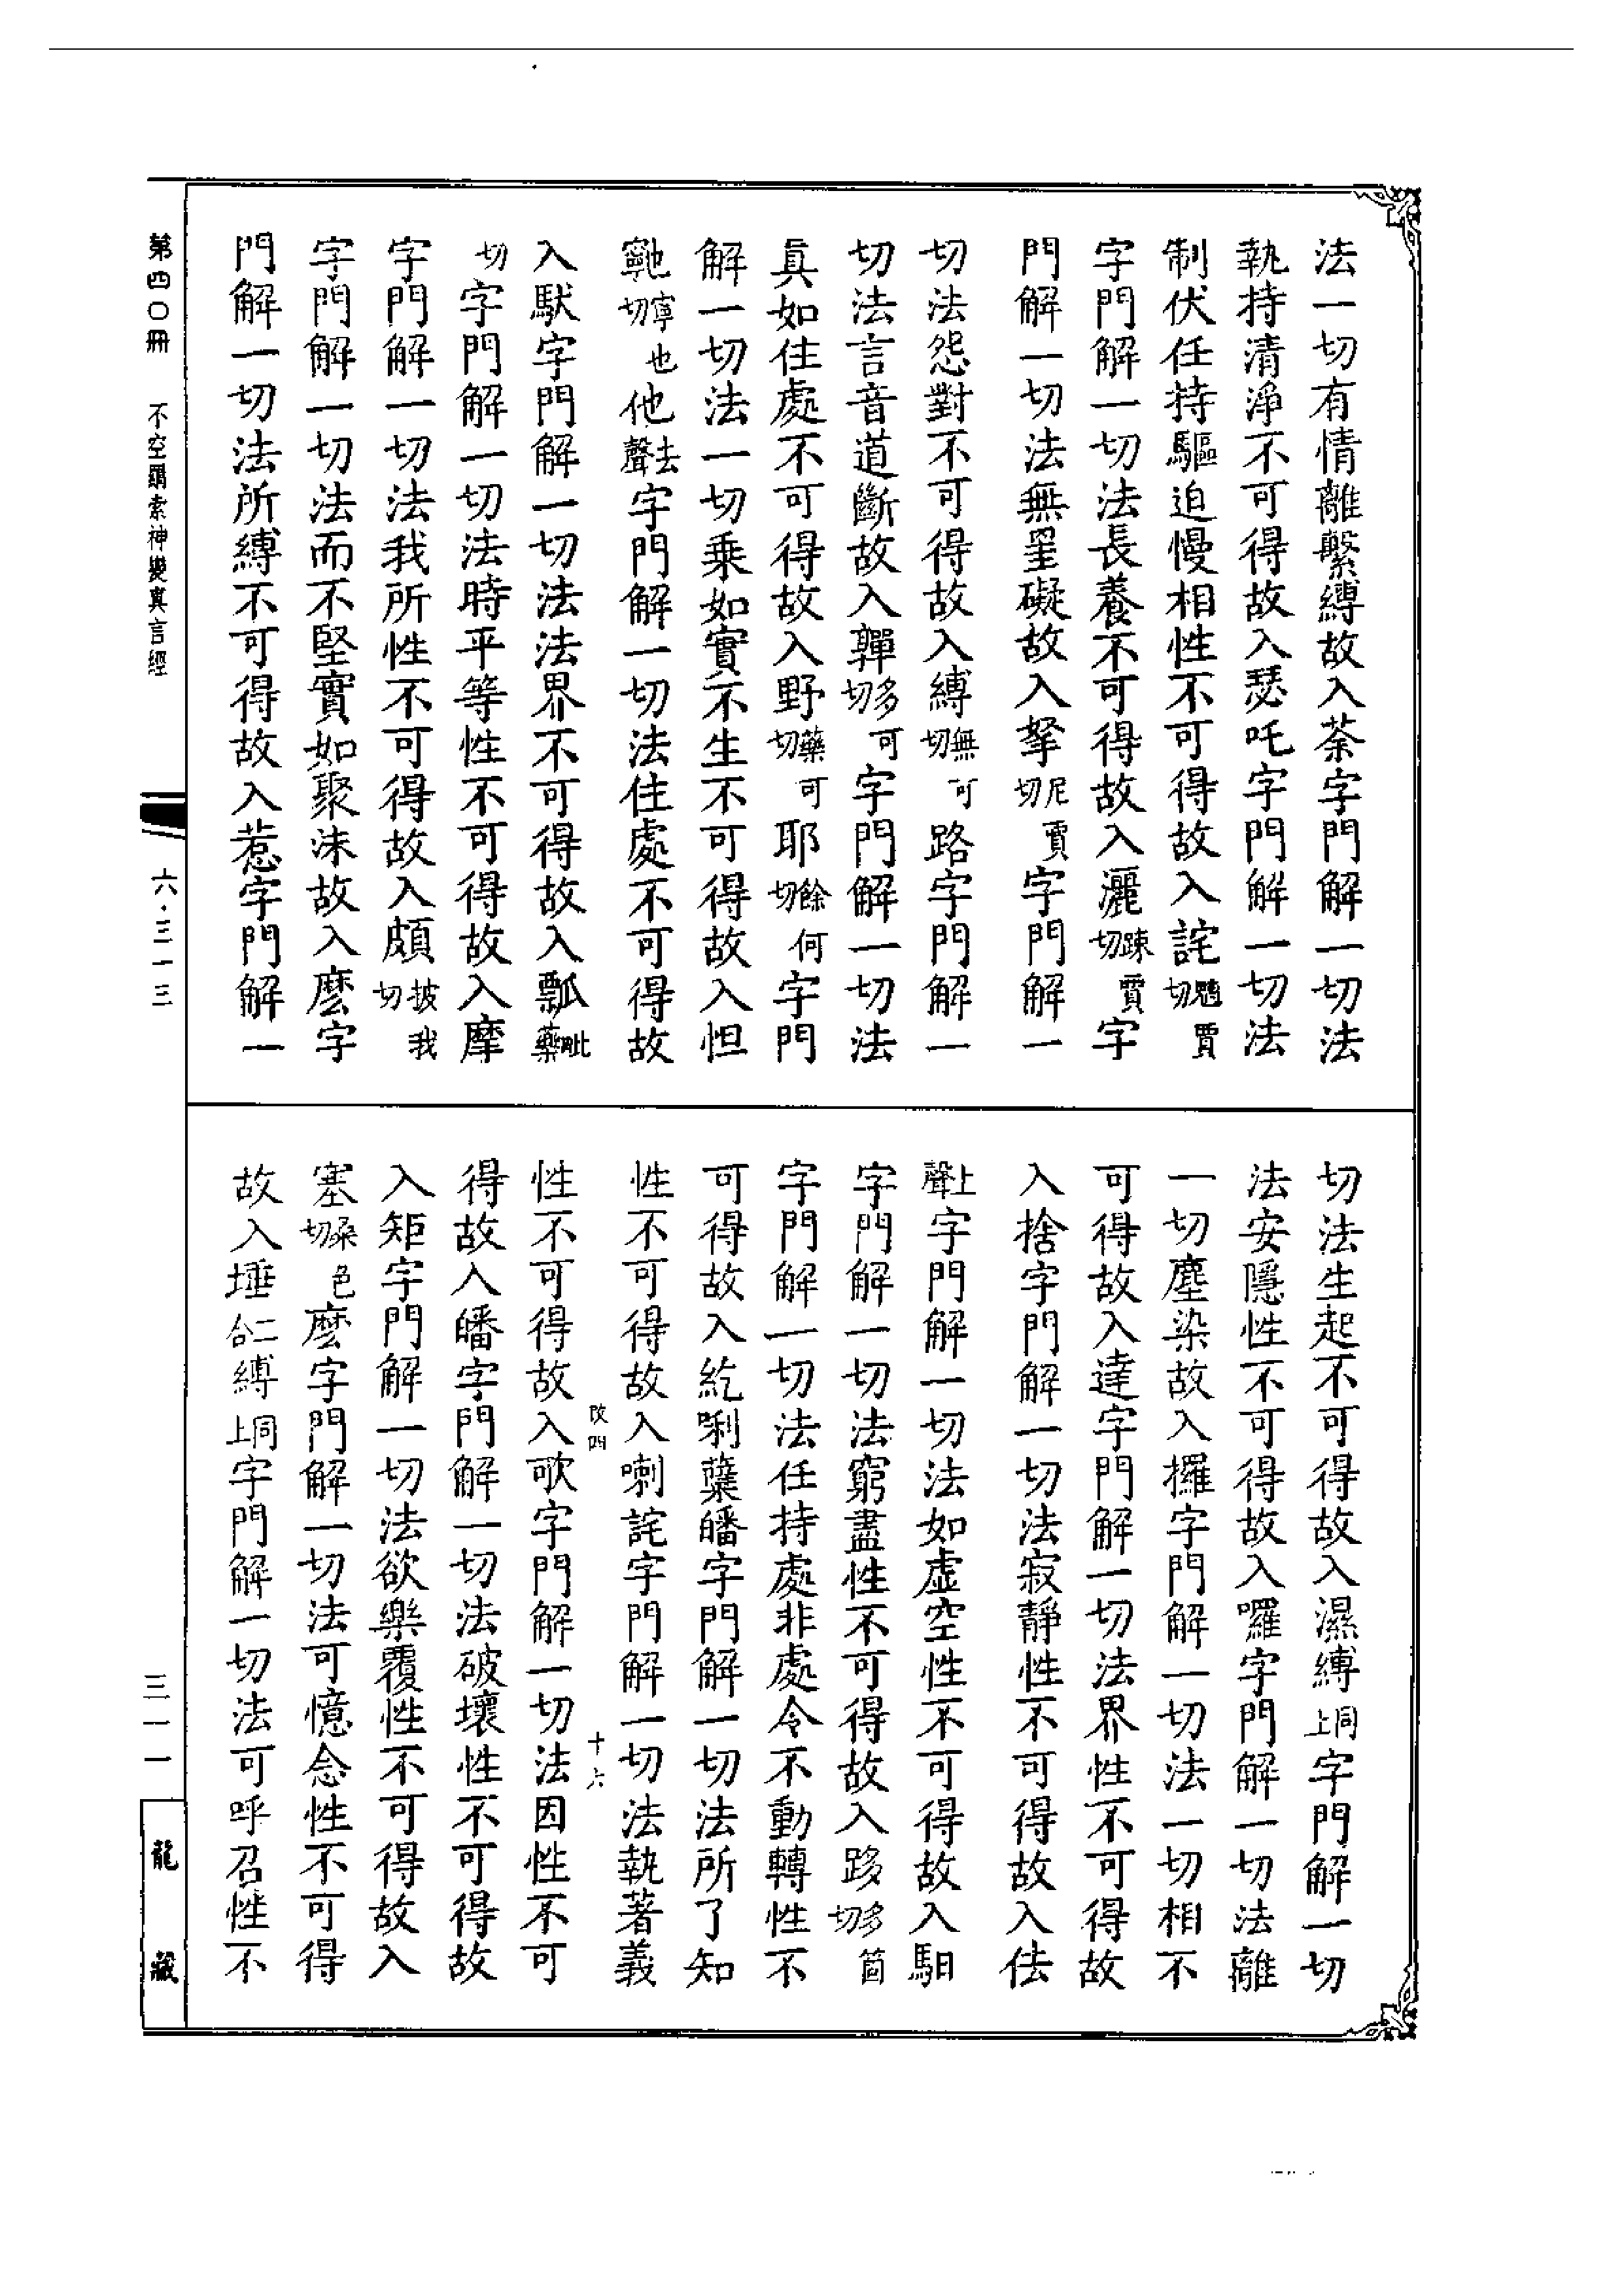 法一切有情離繫縛故入荼字門解一切法
執持清淨不可得故入瑟吒字門解一切法
制伏任持驅迫慢相性不可得故入詫魑賈切
字門解一切法長養不可得故入灑踈賈切字
門解一切法無罣礙故入拏尼賈切字門解一
切法怨對不可得故入縛無可切路字門解一
切法言音道斷故入嚲多可切字門解一切法
真如住處不可得故入野藥可切耶餘何切字門
解一切法一切乘如實不生不可得故入怛
寧也切他去聲字門解一切法住處不可得故
入馱字門解一切法法界不可得故入瓢毗藥
切字門解一切法時平等性不可得故入摩
字門解一切法我所性不可得故入頗披我切
字門解一切法而不堅實如聚沫故入麼字
門解一切法所縛不可得故入惹字門解一
切法生起不可得故入濕縛同上字門解一切
法安隱性不可得故入囉字門解一切法離
一切塵染故入攞字門解一切法一切相不
可得故入達字門解一切法界性不可得故
入捨字門解一切法寂靜性不可得故入佉
上聲字門解一切法如虛空性不可得故入䭾
字門解一切法窮盡性不可得故入跢多箇切
字門解一切法任持處非處令不動轉性不
可得故入紇唎蘖皤字門解一切法所了知
性不可得故入喇詫字門解一切法執著義
改四 十六
性不可得故入歌字門解一切法因性不可
得故入皤字門解一切法破壞性不可得故
入矩字門解一切法欲樂覆性不可得故入
塞桑色切麼字門解一切法可憶念性不可得
故入埵二合縛同上字門解一切法可呼召性不
第四〇冊 不空羂索神變真言經
六·三一三
三一一
龍藏